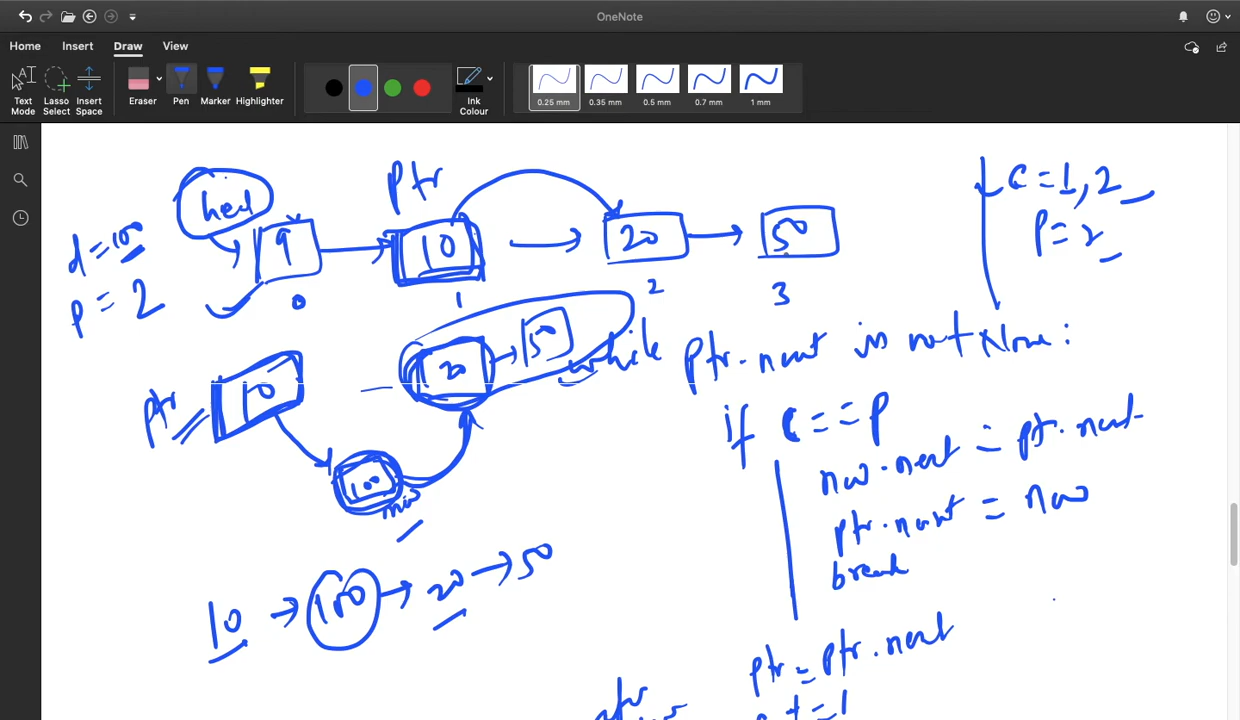 OneNote
Home Insert Draw View
Text Mode
Lasso Select
Insert Space
Eraser
Pen
Marker
Highlighter
Ink Colour
0.25 mm
0.35 mm
0.5 mm
0.7 mm
1 mm
head
ptr
C = 1, 2
P = 2
d = 100
P = 2
9 10 20 50
0 1 2 3
ptr 10 20 50
100
while ptr.next is not None:
if C == P
nw.next = ptr.next
ptr.next = nw
break
10 → 100 → 20 → 50
ptr = ptr.next